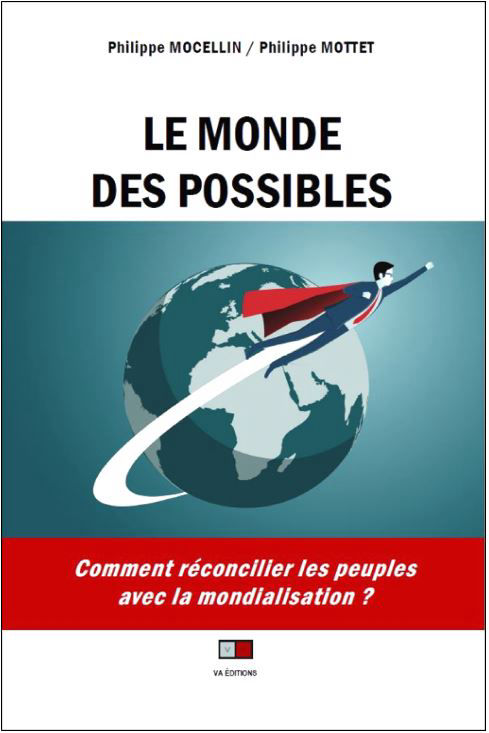 Philippe MOCELLIN / Philippe MOTTET
LE MONDE
DES POSSIBLES
Comment réconcilier les peuples
avec la mondialisation ?
V A
VA ÉDITIONS